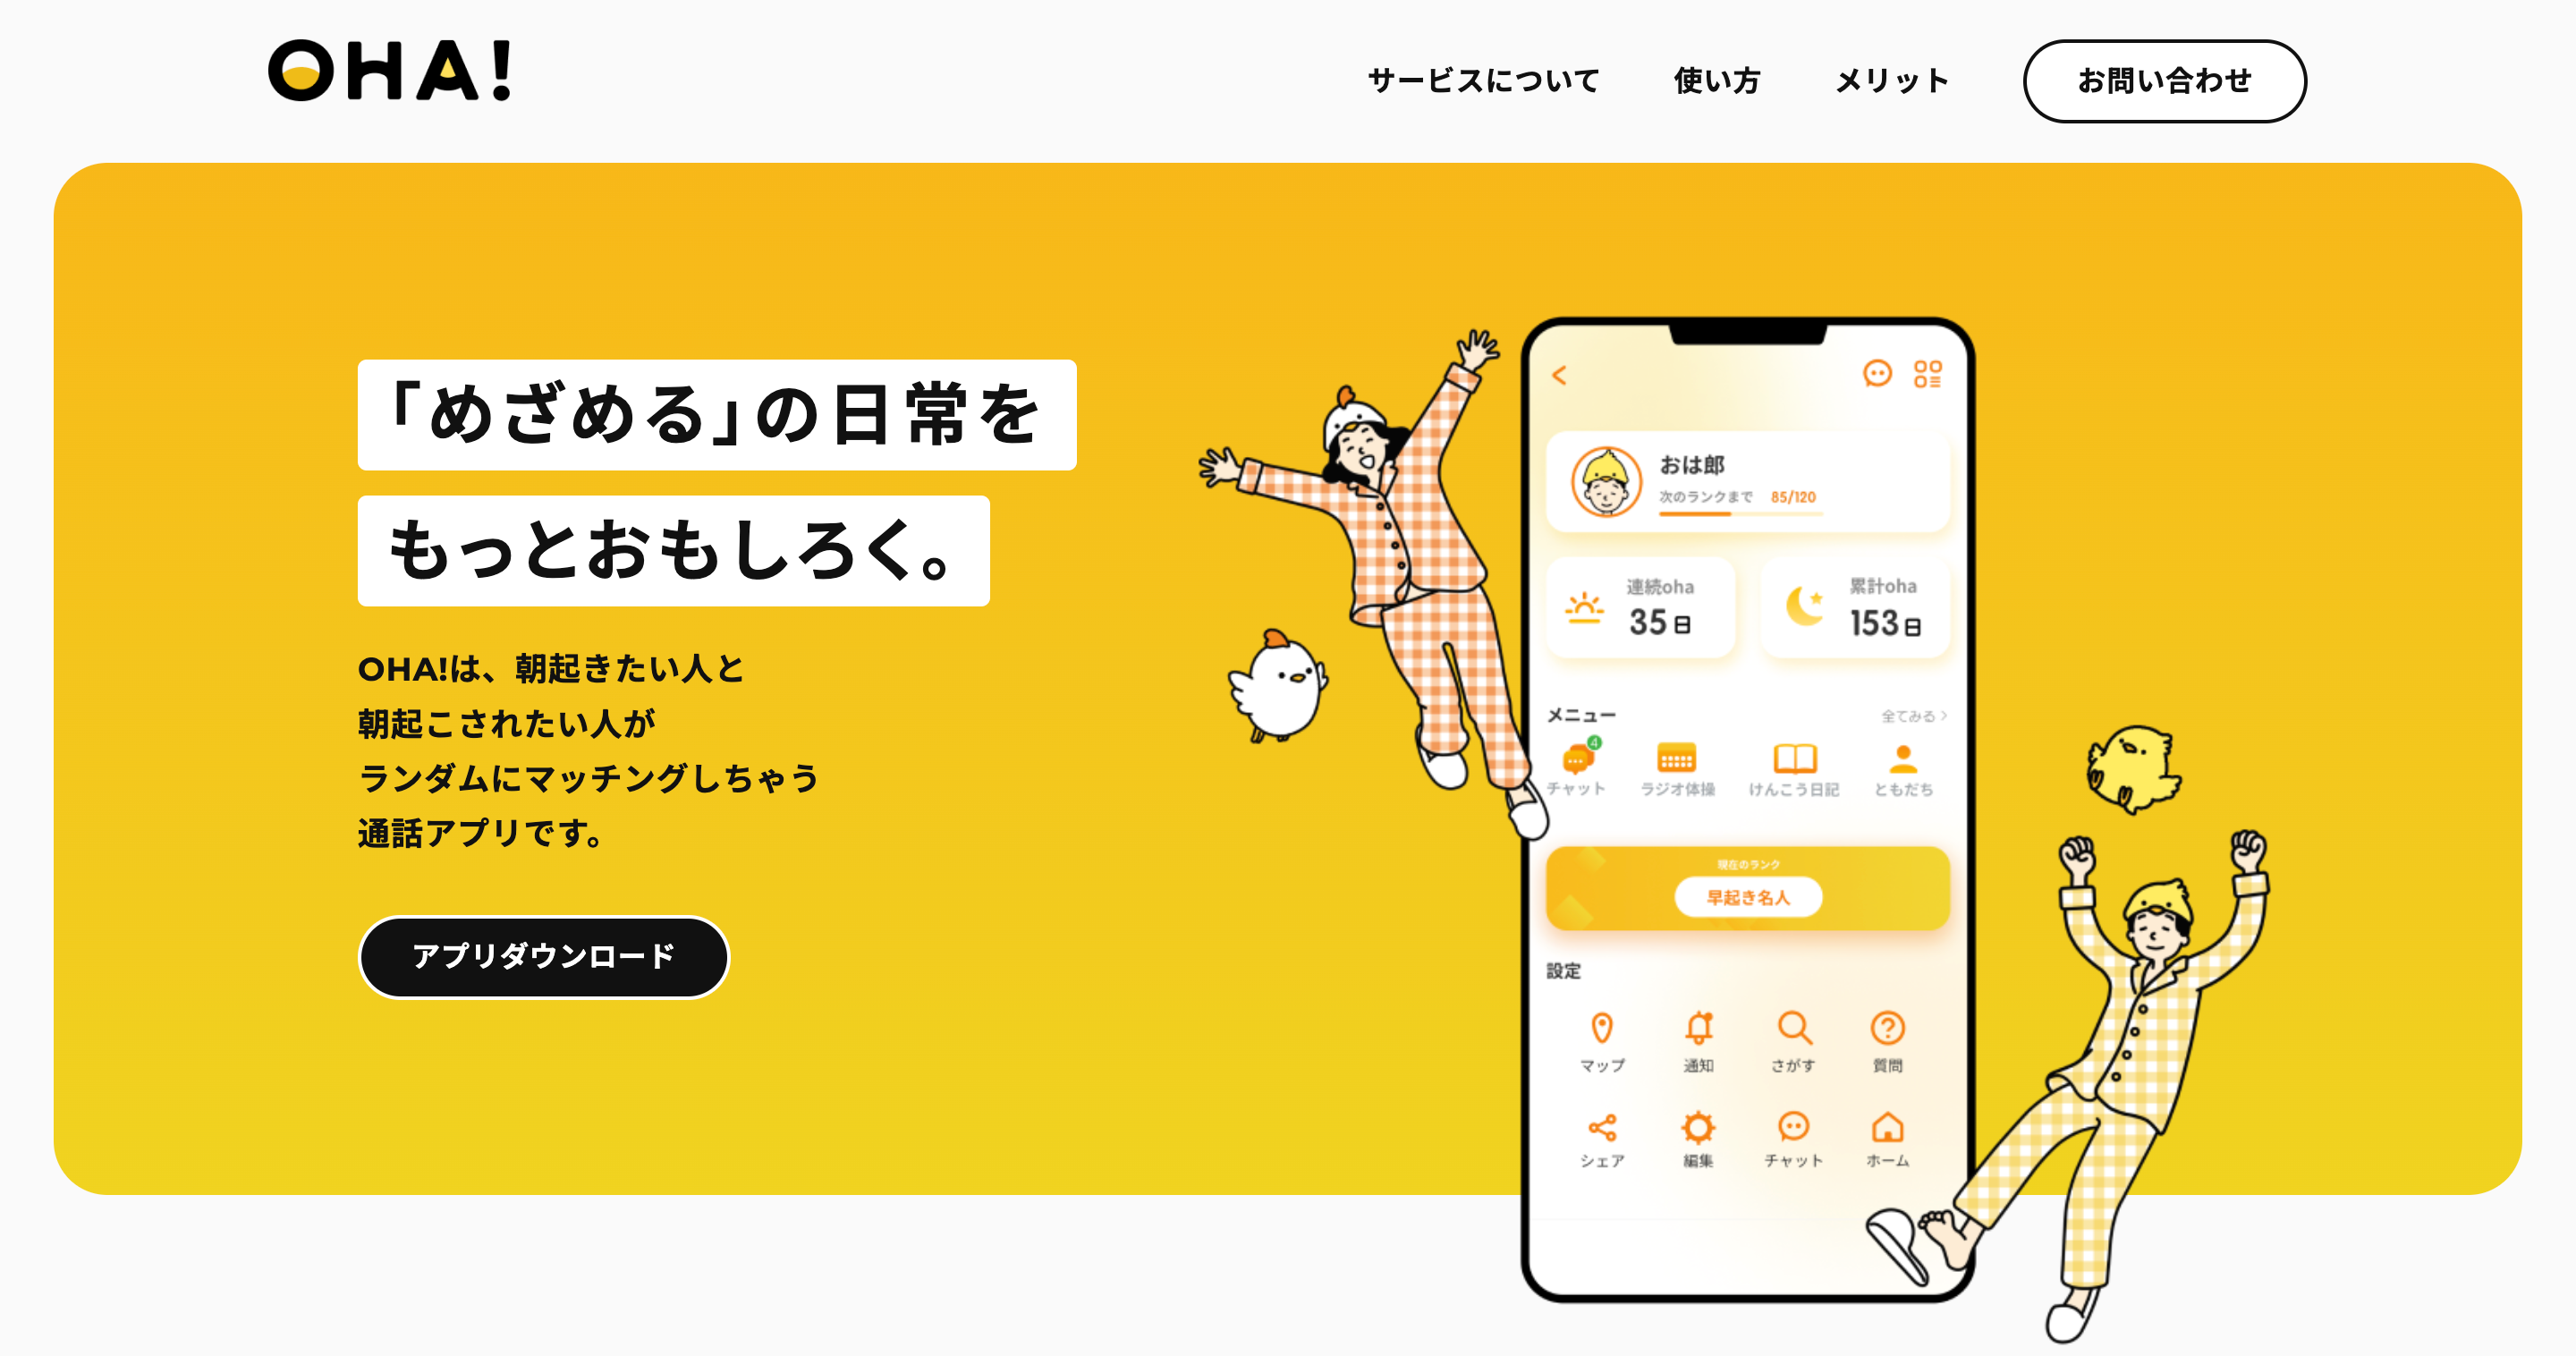 OHA!
サービスについて 使い方 メリット お問い合わせ
「めざめる」の日常を
もっとおもしろく。
OHA!は、朝起きたい人と
朝起こされたい人が
ランダムにマッチングしちゃう
通話アプリです。
アプリダウンロード
おは郎
次のランクまで 85/120
連続oha
35日
累計oha
153日
メニュー 全てみる
4
チャット ラジオ体操 けんこう日記 ともだち
現在のランク
早起き名人
設定
マップ 通知 さがす 質問
シェア 編集 チャット ホーム